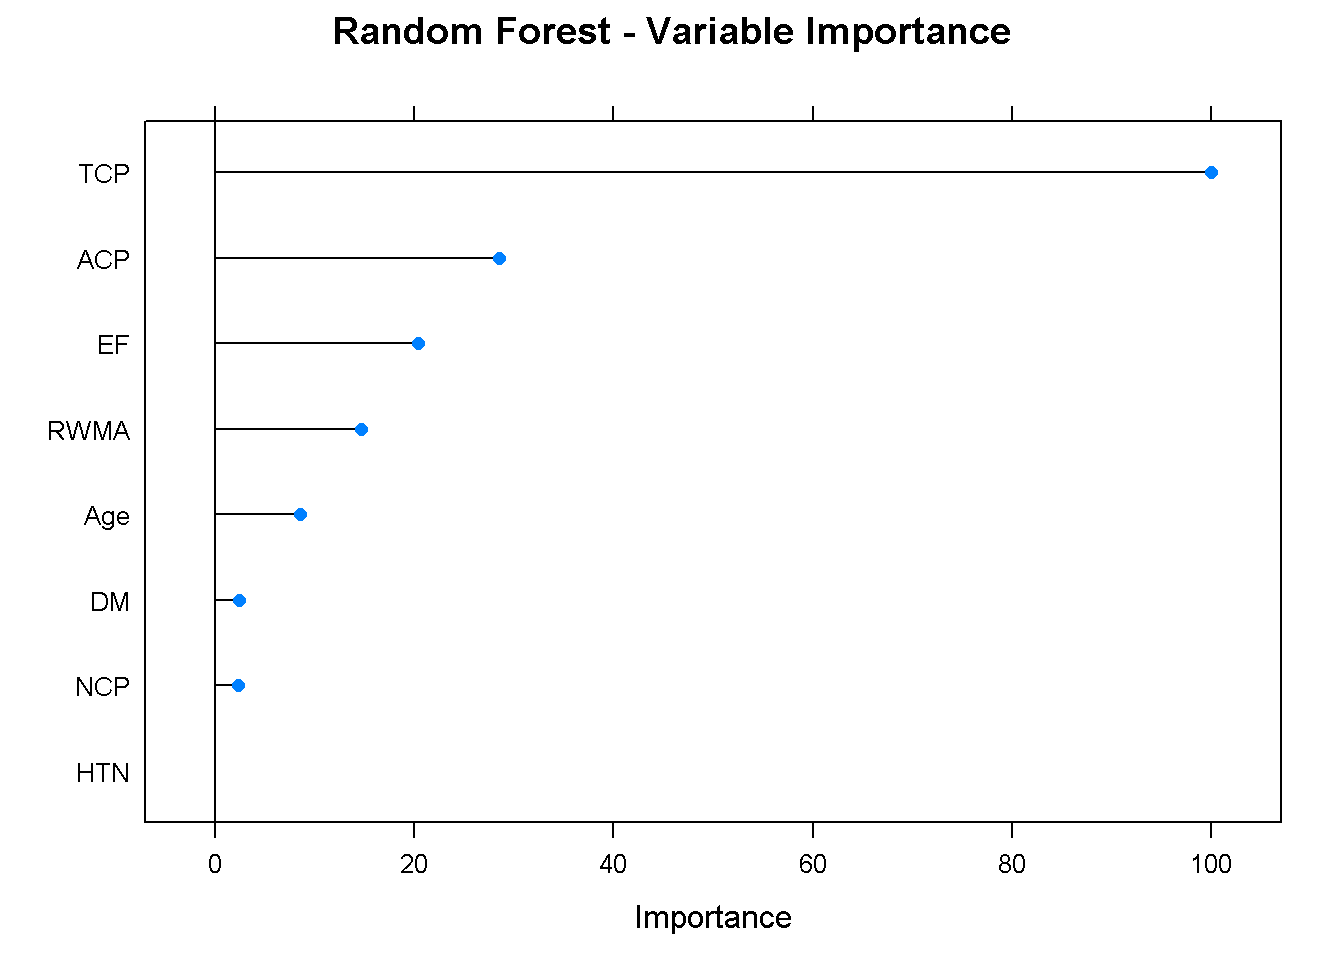 Random Forest - Variable Importance
TCP
ACP
EF
RWMA
Age
DM
NCP
HTN
0 20 40 60 80 100
Importance